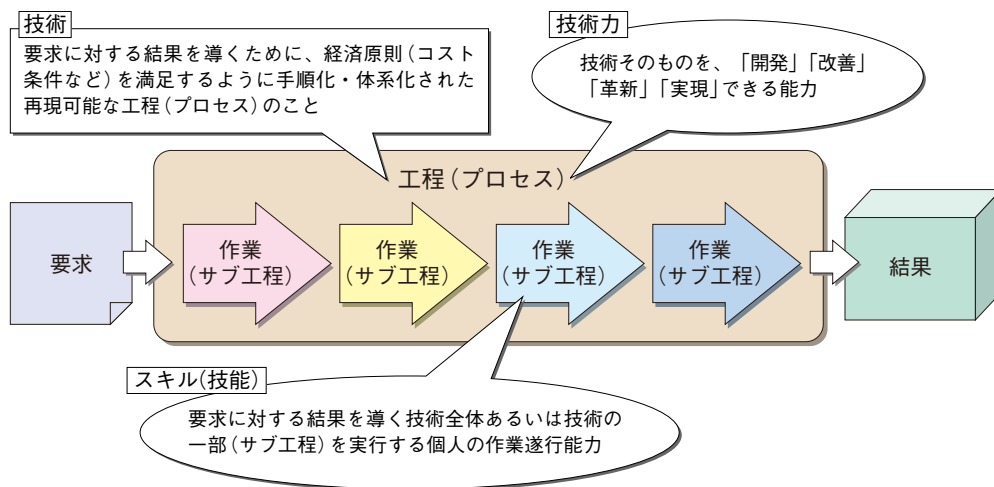 技術
要求に対する結果を導くために、経済原則（コスト
条件など）を満足するように手順化・体系化された
再現可能な工程（プロセス）のこと
技術力
技術そのものを、「開発」「改善」
「革新」「実現」できる能力
工程（プロセス）
要求
作業
（サブ工程）
作業
（サブ工程）
作業
（サブ工程）
作業
（サブ工程）
結果
スキル(技能)
要求に対する結果を導く技術全体あるいは技術の
一部（サブ工程）を実行する個人の作業遂行能力